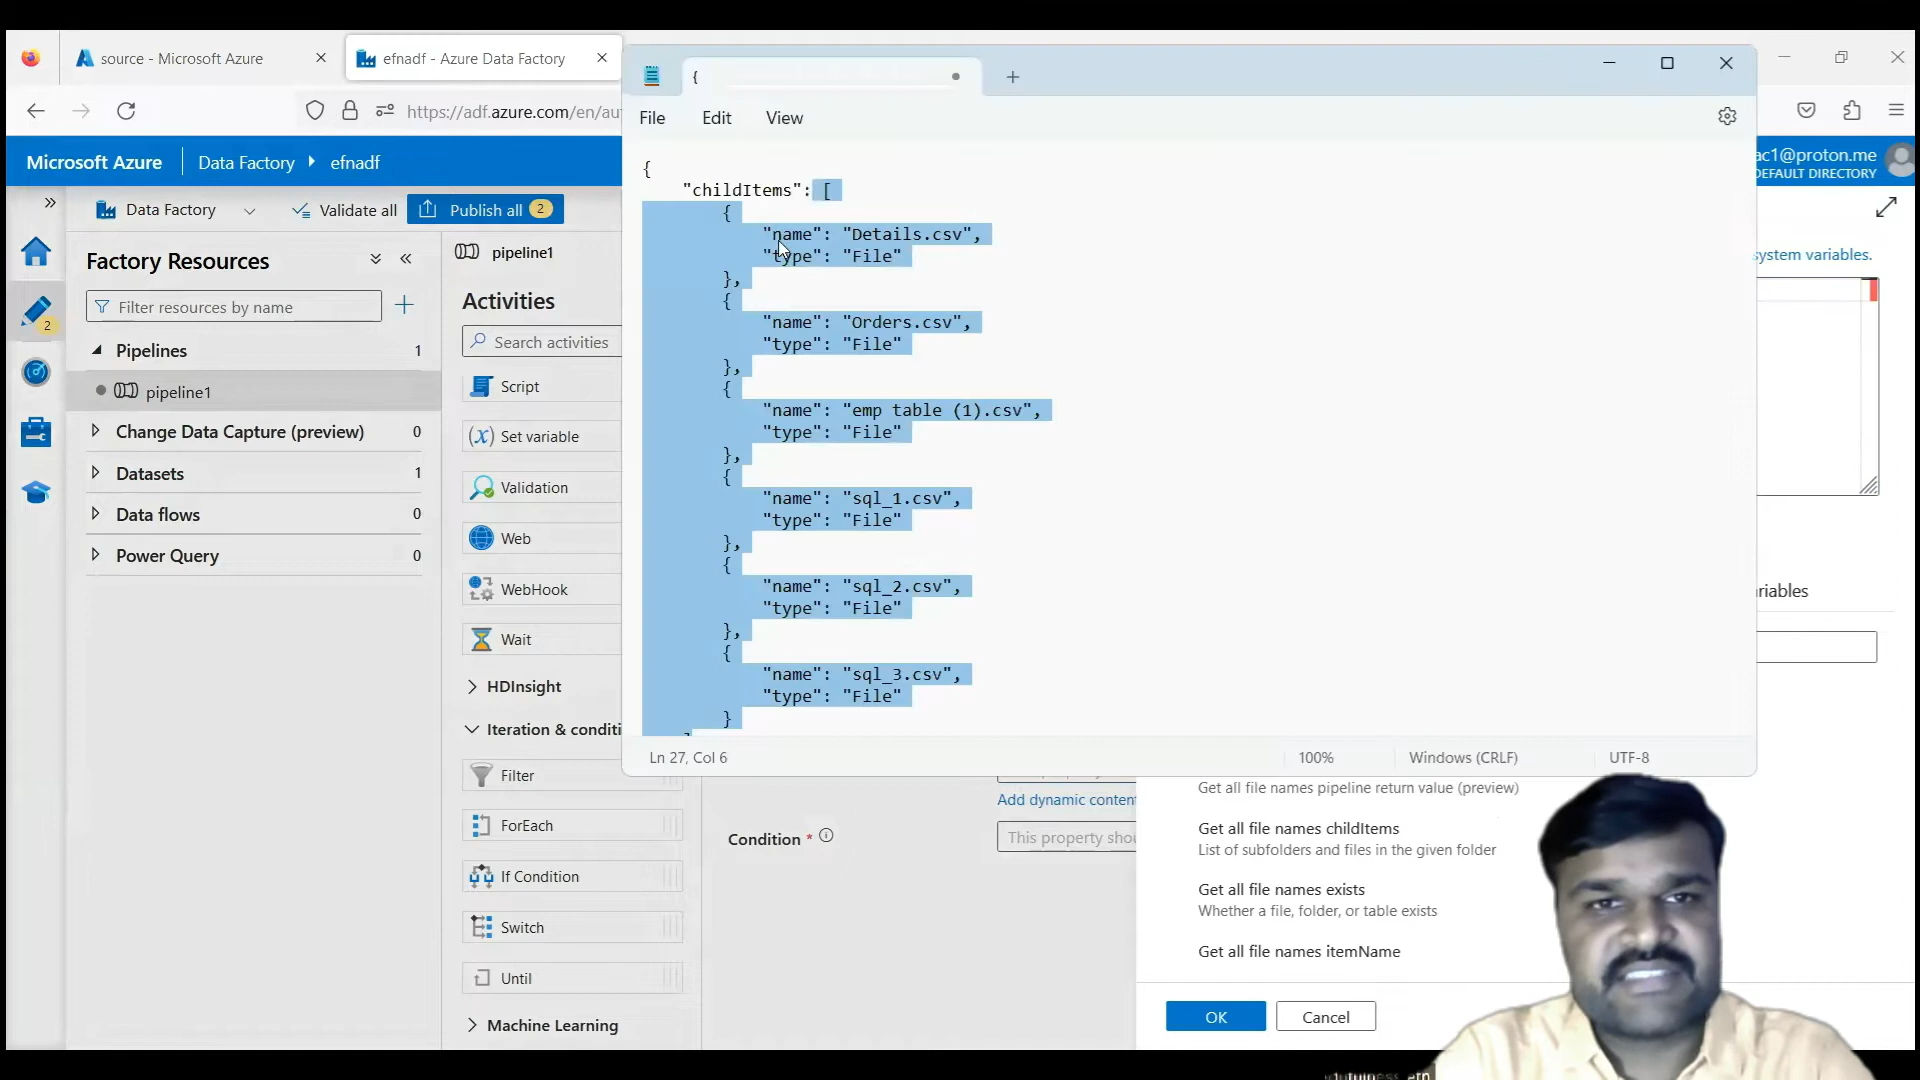 source - Microsoft Azure
efnadf - Azure Data Factory
{
File
Edit
View
https://adf.azure.com/en/au
Microsoft Azure
Data Factory
efnadf
ac1@proton.me
DEFAULT DIRECTORY
Data Factory
Validate all
Publish all
2
Factory Resources
Filter resources by name
Pipelines
1
pipeline1
Change Data Capture (preview)
0
Datasets
1
Data flows
0
Power Query
0
2
pipeline1
Activities
Search activities
Script
(x) Set variable
Validation
Web
WebHook
Wait
HDInsight
Iteration & conditi
Filter
ForEach
If Condition
Switch
Until
Machine Learning
{
"childItems": [
{
"name": "Details.csv",
"type": "File"
},
{
"name": "Orders.csv",
"type": "File"
},
{
"name": "emp table (1).csv",
"type": "File"
},
{
"name": "sql_1.csv",
"type": "File"
},
{
"name": "sql_2.csv",
"type": "File"
},
{
"name": "sql_3.csv",
"type": "File"
}
Ln 27, Col 6
100%
Windows (CRLF)
UTF-8
system variables.
riables
Add dynamic content
Condition *
This property shou
Get all file names pipeline return value (preview)
Get all file names childItems
List of subfolders and files in the given folder
Get all file names exists
Whether a file, folder, or table exists
Get all file names itemName
OK
Cancel